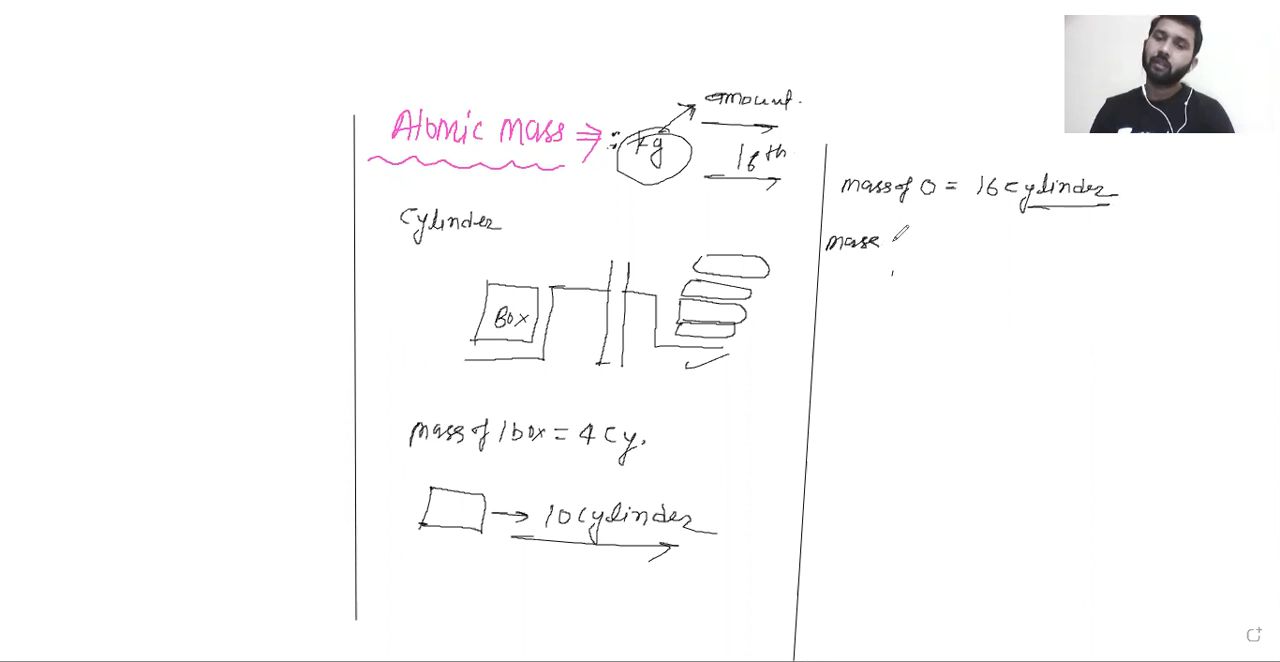 amount.
Atomic mass ⇒ : kg
18th
cylinder
Box
mass of 1 box = 4 cy.
→ 10 cylinder
mass of O = 16 cylinder
mass